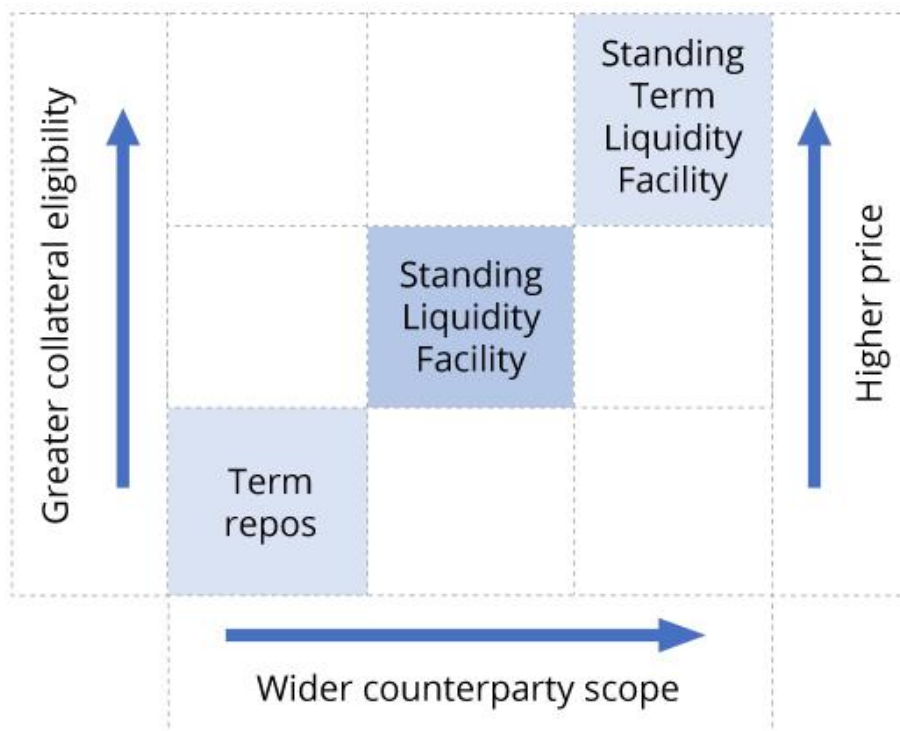 Standing
Term
Liquidity
Facility
Greater collateral eligibility
Higher price
Standing
Liquidity
Facility
Term
repos
Wider counterparty scope